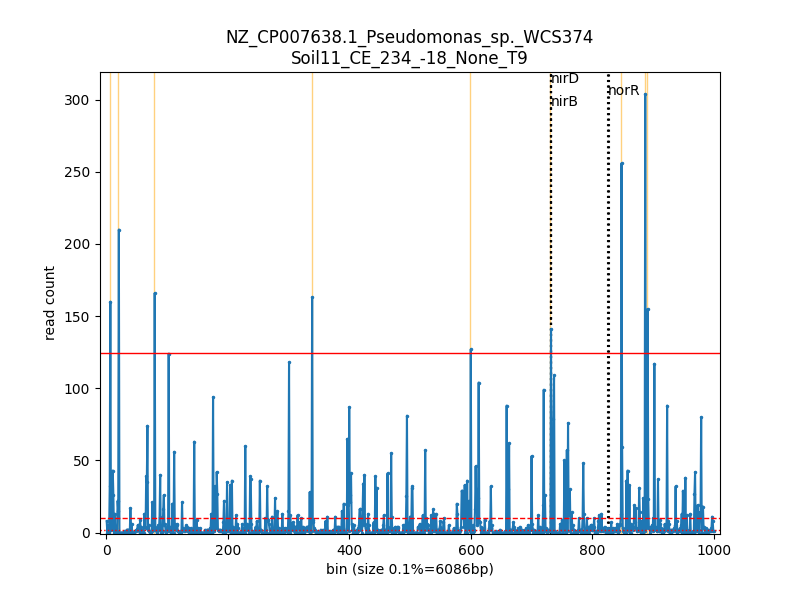 NZ_CP007638.1_Pseudomonas_sp._WCS374
Soil11_CE_234_-18_None_T9
nirD
norR
nirB
read count
300
250
200
150
100
50
0
0 200 400 600 800 1000
bin (size 0.1%=6086bp)